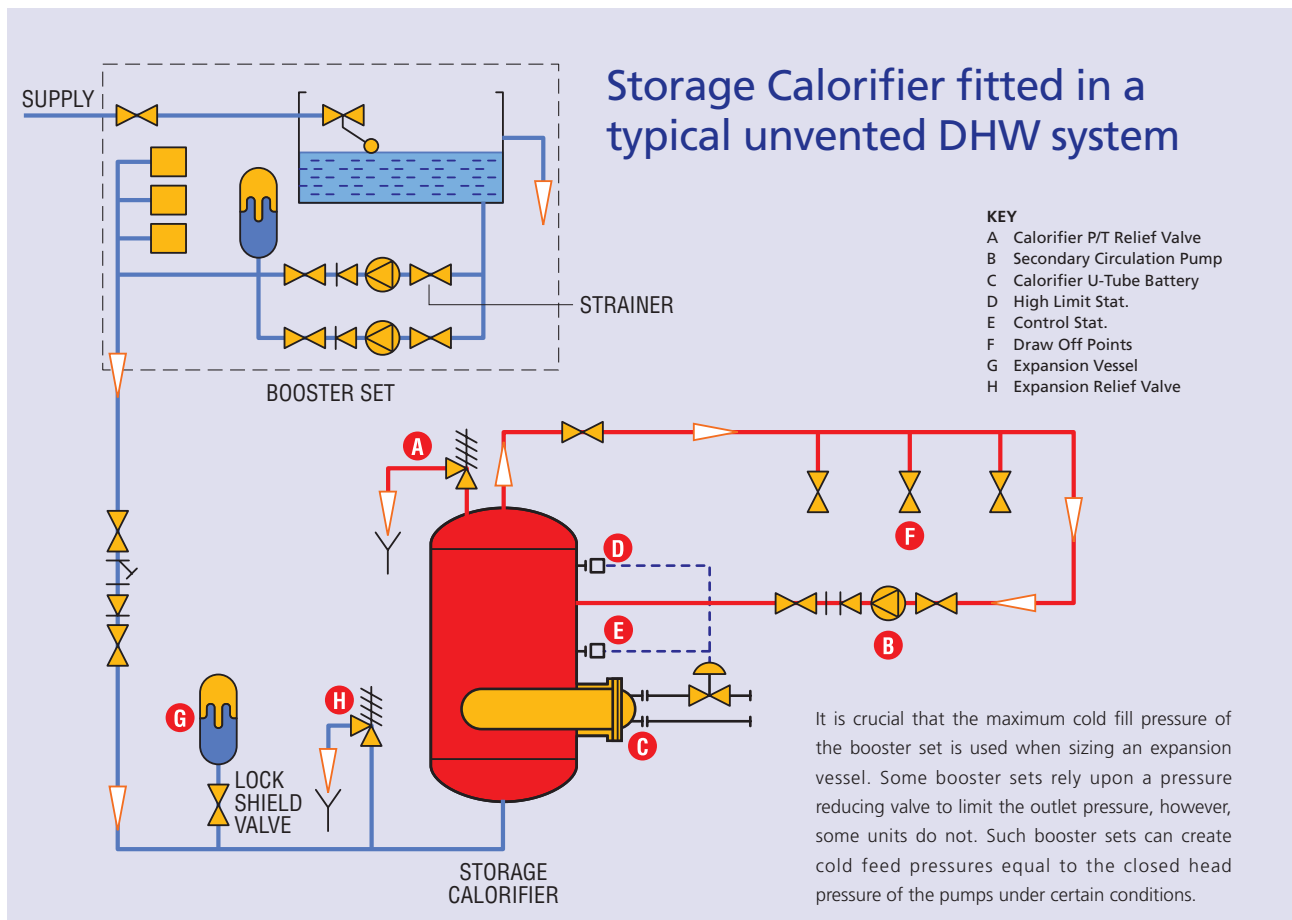 Storage Calorifier fitted in a
typical unvented DHW system
SUPPLY
KEY
A Calorifier P/T Relief Valve
B Secondary Circulation Pump
C Calorifier U-Tube Battery
D High Limit Stat.
E Control Stat.
F Draw Off Points
G Expansion Vessel
H Expansion Relief Valve
STRAINER
BOOSTER SET
A
D
F
E
B
H
G
C
LOCK
SHIELD
VALVE
STORAGE
CALORIFIER
It is crucial that the maximum cold fill pressure of
the booster set is used when sizing an expansion
vessel. Some booster sets rely upon a pressure
reducing valve to limit the outlet pressure, however,
some units do not. Such booster sets can create
cold feed pressures equal to the closed head
pressure of the pumps under certain conditions.